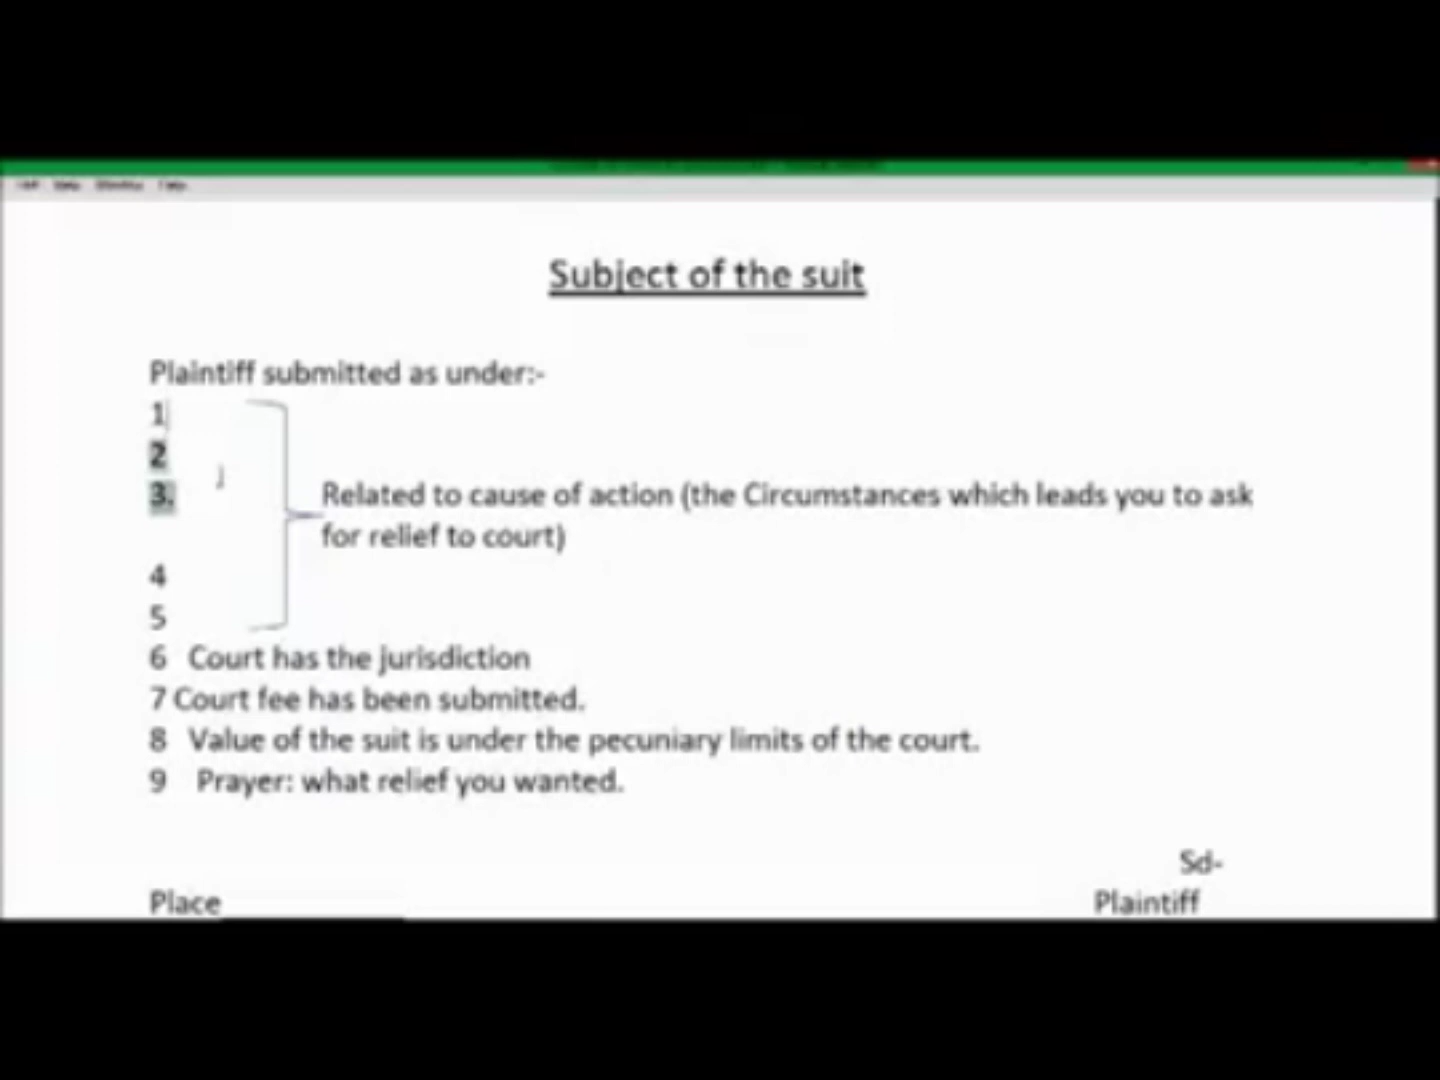 Subject of the suit
Plaintiff submitted as under:-
1
2
3.
Related to cause of action (the Circumstances which leads you to ask
for relief to court)
4
5
6 Court has the jurisdiction
7 Court fee has been submitted.
8 Value of the suit is under the pecuniary limits of the court.
9 Prayer: what relief you wanted.
Sd-
Place Plaintiff